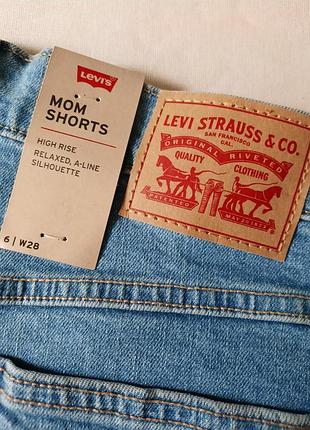 Levi's
MOM
SHORTS
HIGH RISE
RELAXED, A-LINE
SILHOUETTE
6 | W28
LEVI STRAUSS & CO.
SAN FRANCISCO
CAL.
ORIGINAL RIVETED
QUALITY CLOTHING
PATENTED MAY 20 1873